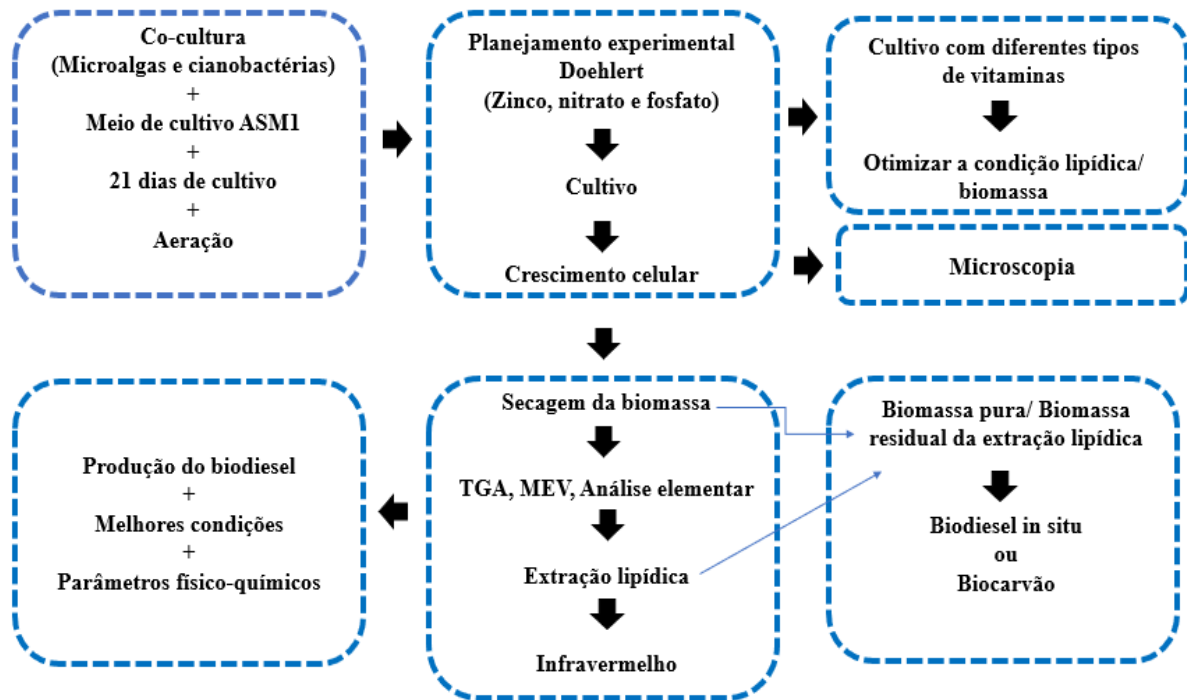 Co-cultura
(Microalgas e cianobactérias)
+
Meio de cultivo ASM1
+
21 dias de cultivo
+
Aeração
Planejamento experimental
Doehlert
(Zinco, nitrato e fosfato)
Cultivo
Crescimento celular
Cultivo com diferentes tipos
de vitaminas
Otimizar a condição lipídica/
biomassa
Microscopia
Secagem da biomassa
TGA, MEV, Análise elementar
Extração lipídica
Infravermelho
Produção do biodiesel
+
Melhores condições
+
Parâmetros físico-químicos
Biomassa pura/ Biomassa
residual da extração lipídica
Biodiesel in situ
ou
Biocarvão